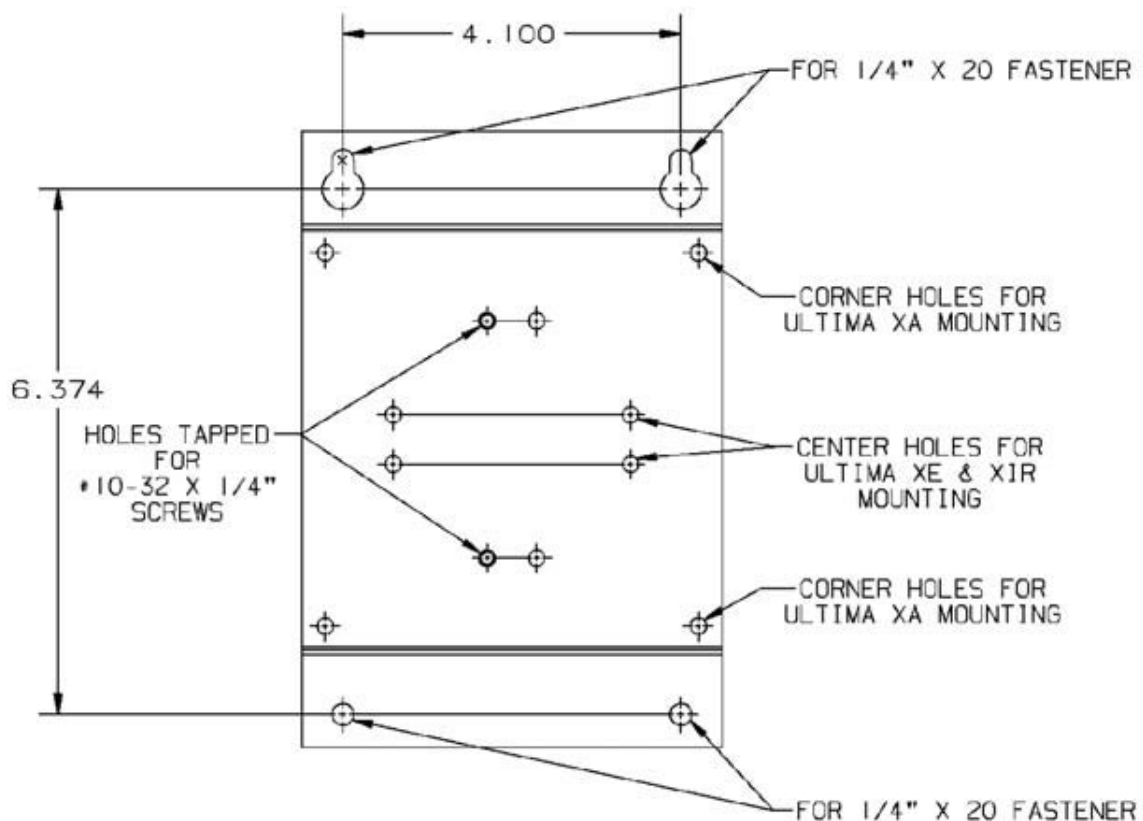 4.100
FOR 1/4" X 20 FASTENER
CORNER HOLES FOR
ULTIMA XA MOUNTING
6.374
HOLES TAPPED
FOR
#10-32 X 1/4"
SCREWS
CENTER HOLES FOR
ULTIMA XE & XIR
MOUNTING
CORNER HOLES FOR
ULTIMA XA MOUNTING
FOR 1/4" X 20 FASTENER